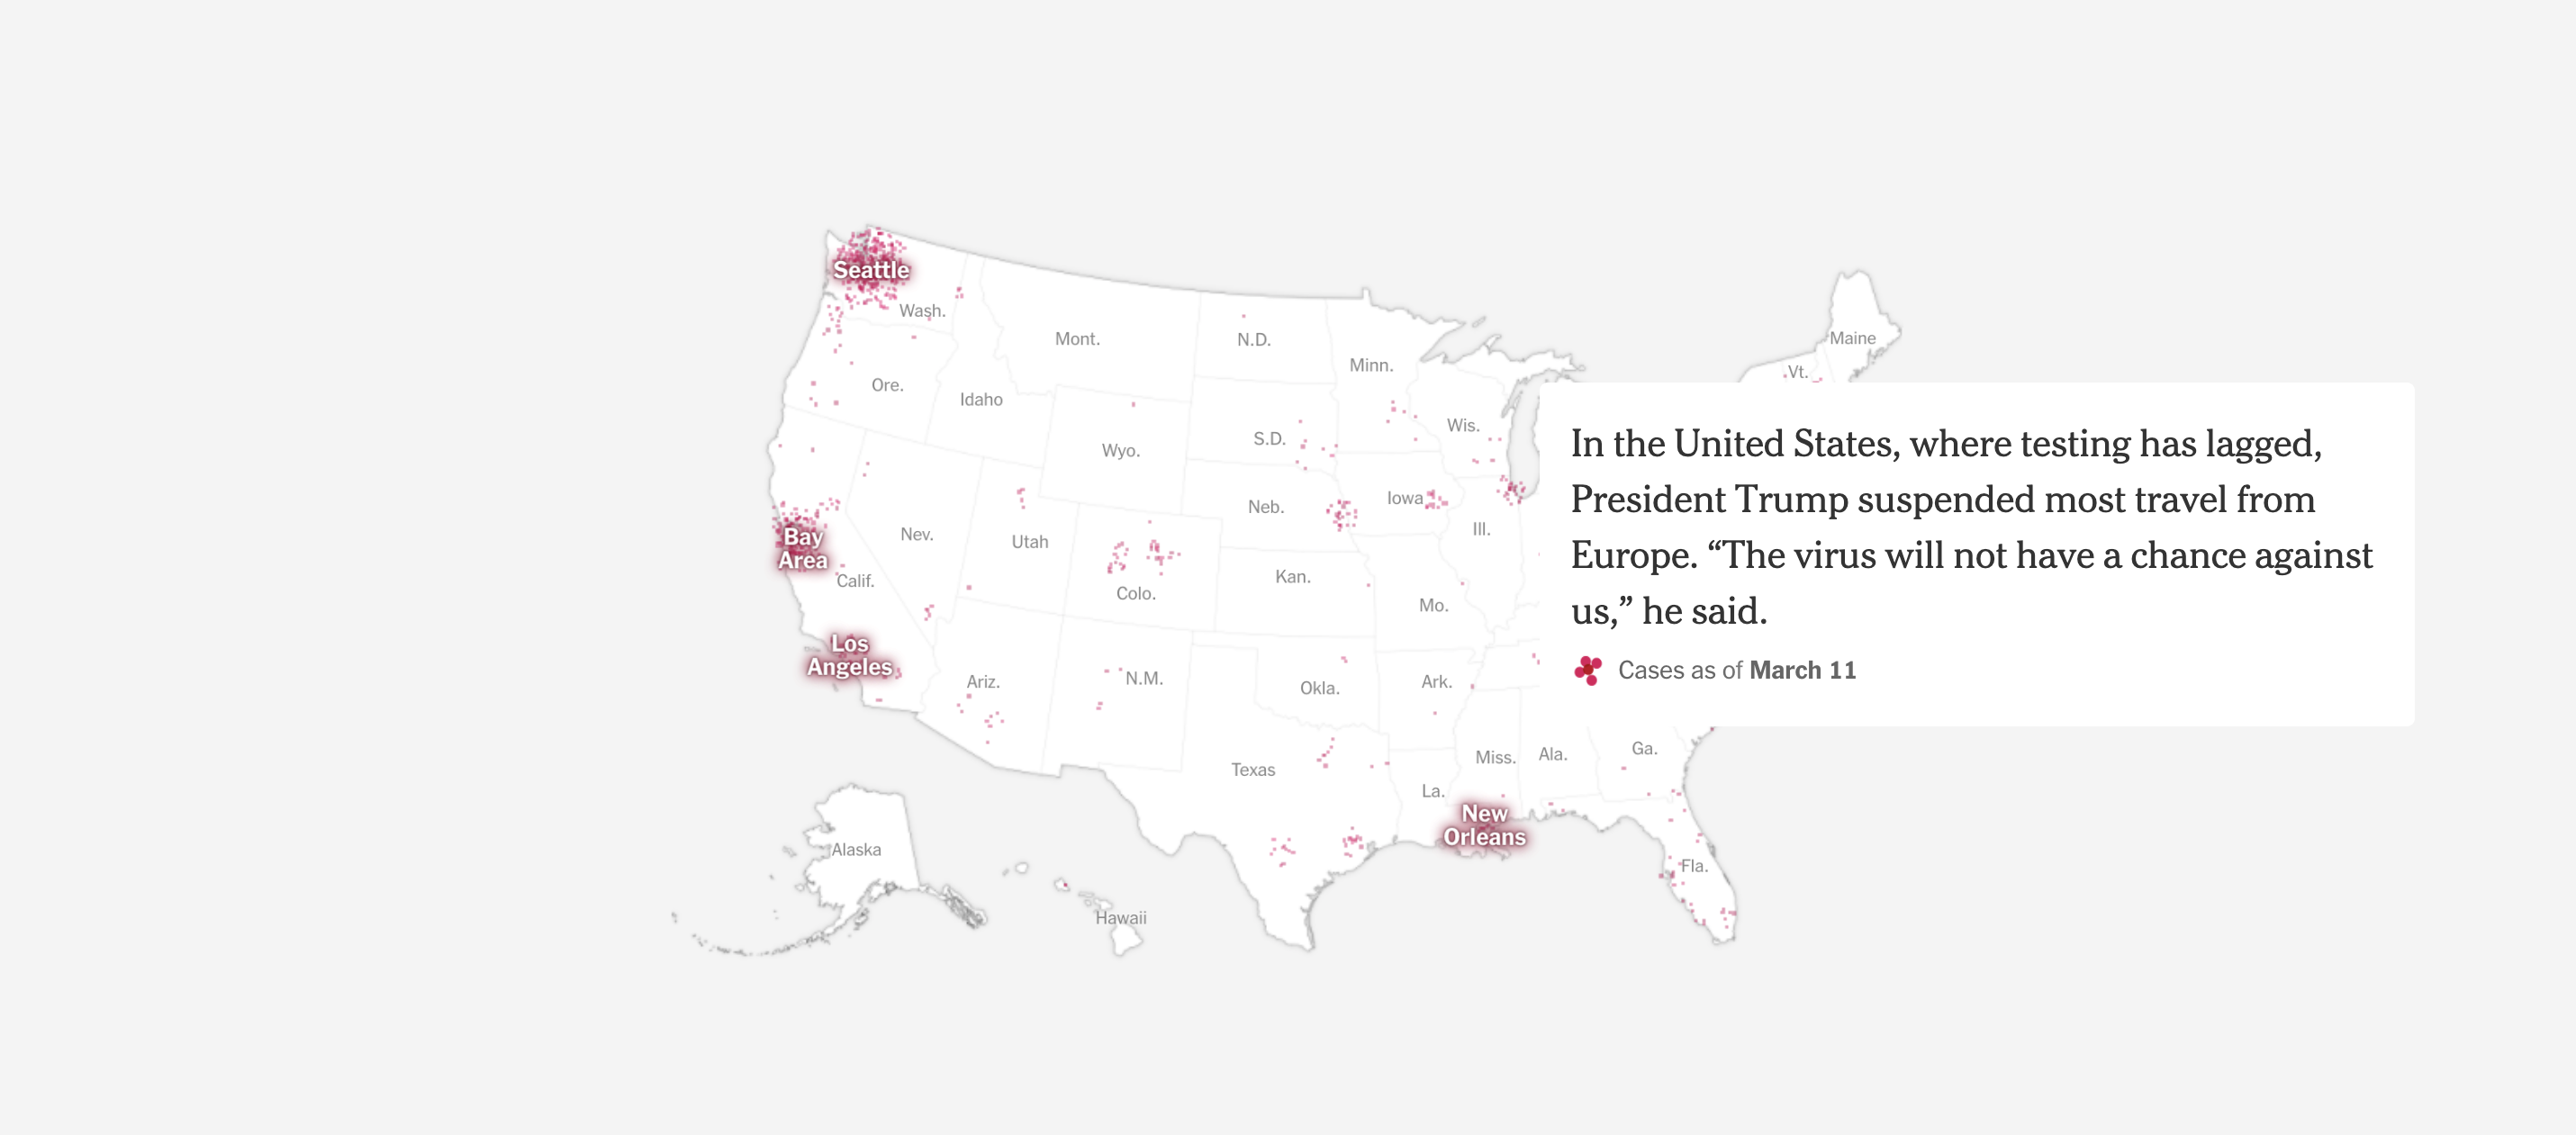 Seattle
Wash.
Mont.
N.D.
Minn.
Maine
Vt.
Ore.
Idaho
Wyo.
S.D.
Wis.
In the United States, where testing has lagged,
President Trump suspended most travel from
Europe. “The virus will not have a chance against
us,” he said.
Cases as of March 11
Neb.
Iowa
Ill.
Bay
Area
Nev.
Utah
Calif.
Colo.
Kan.
Mo.
Los
Angeles
Ariz.
N.M.
Okla.
Ark.
Texas
La.
Miss.
Ala.
Ga.
New
Orleans
Fla.
Alaska
Hawaii